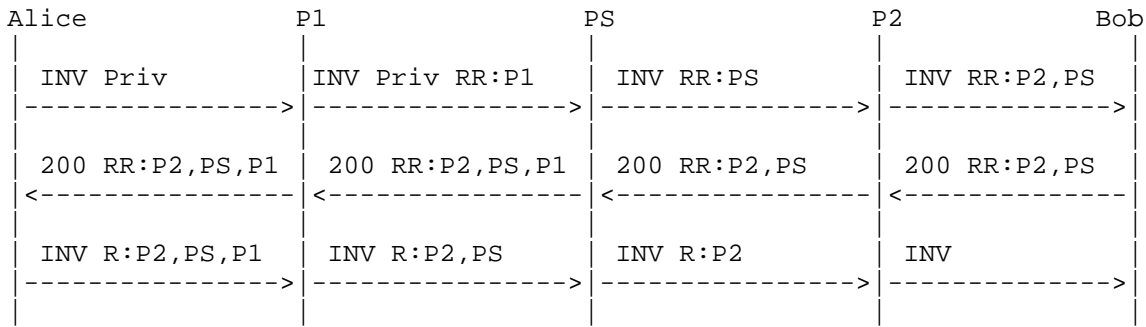 Alice P1 PS P2 Bob
INV Priv INV Priv RR:P1 INV RR:PS INV RR:P2,PS
200 RR:P2,PS,P1 200 RR:P2,PS,P1 200 RR:P2,PS 200 RR:P2,PS
INV R:P2,PS,P1 INV R:P2,PS INV R:P2 INV